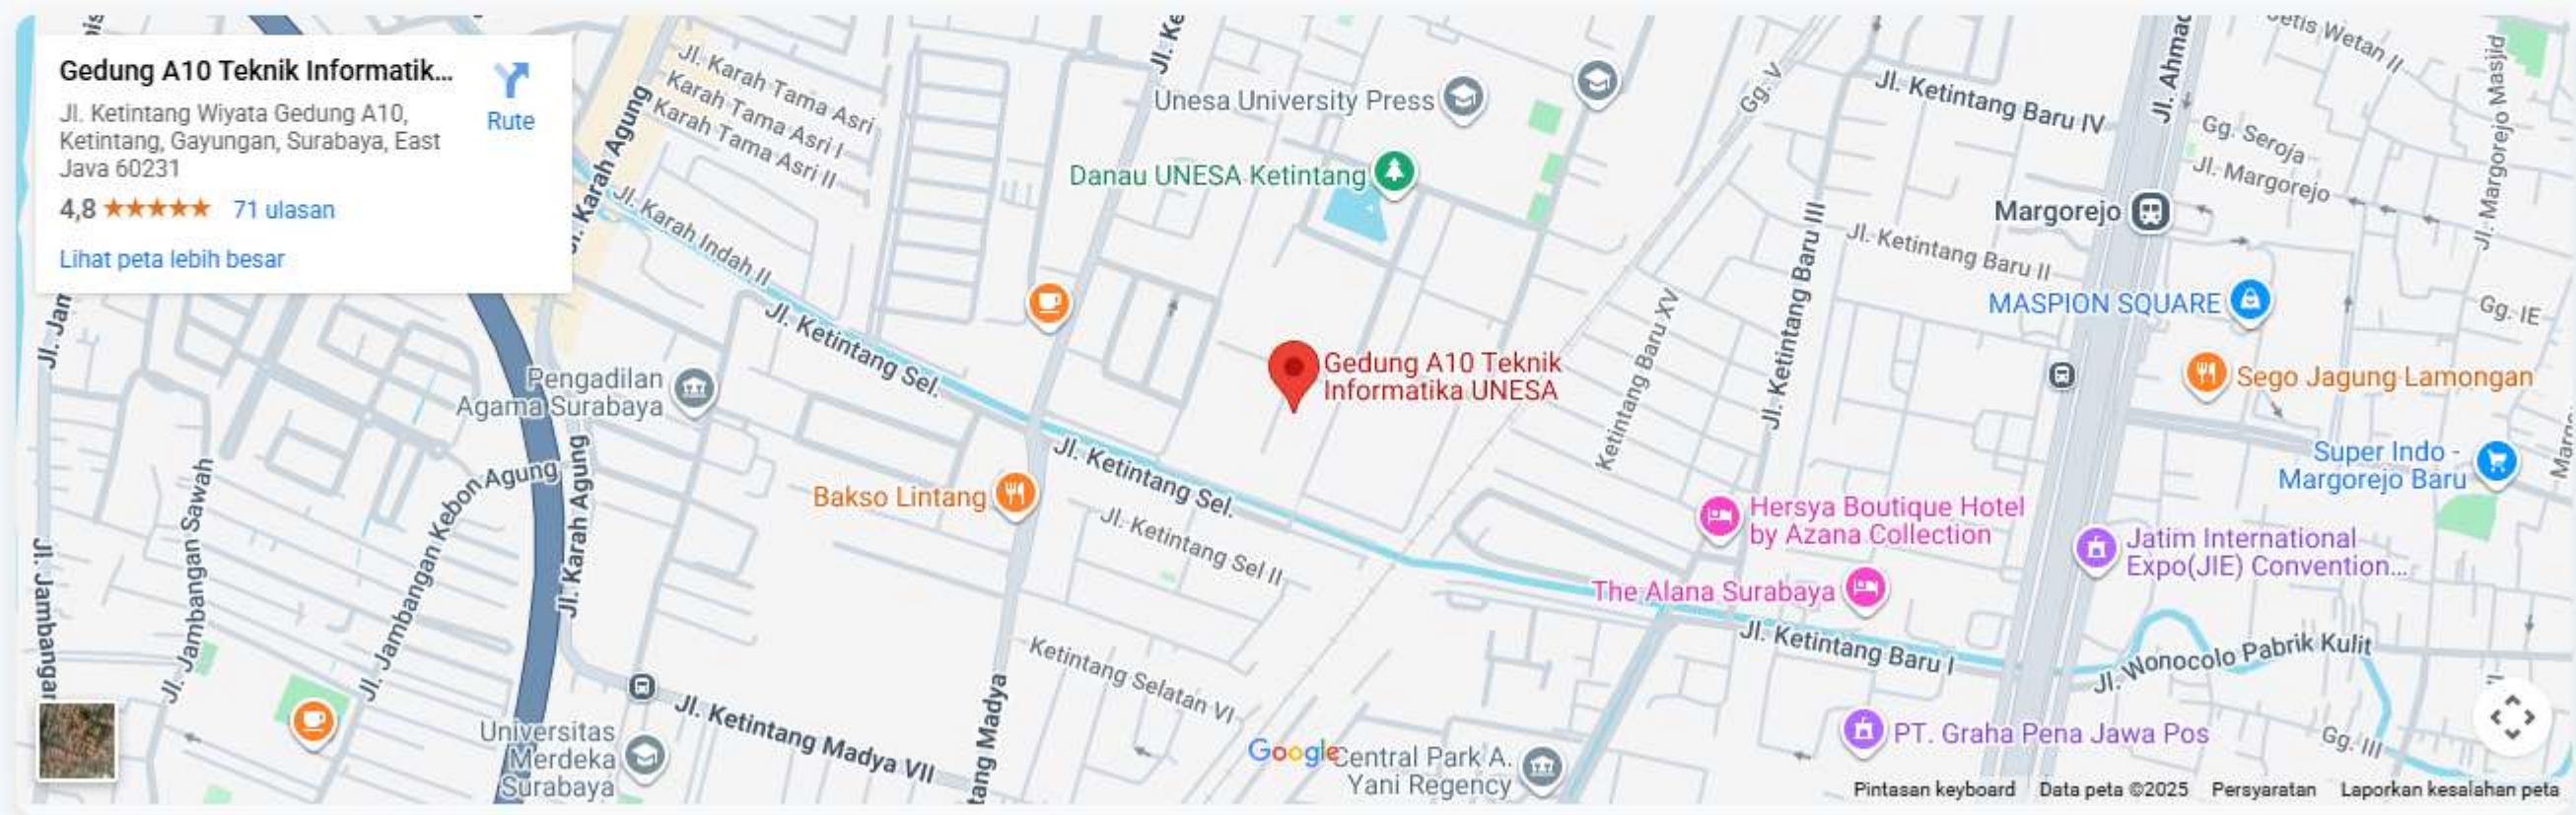 Gedung A10 Teknik Informatik...
Jl. Ketintang Wiyata Gedung A10,
Ketintang, Gayungan, Surabaya, East
Java 60231
4,8
71 ulasan
Lihat peta lebih besar
Rute
Jl. Karah Agung
Jl. Karah Tama Asri
Karah Tama Asri I
Karah Tama Asri II
Jl. Karah Indah II
Jl. Ketintang Sel.
Unesa University Press
Danau UNESA Ketintang
Gg. V
Jl. Ketintang Baru IV
Gg. Seroja
Jl. Margorejo
Jl. Margorejo Masjid
Margorejo
Jl. Ketintang Baru II
Jl. Ketintang Baru III
MASPION SQUARE
Gg. IE
Gedung A10 Teknik
Informatika UNESA
Ketintang Baru XV
Sego Jagung Lamongan
Pengadilan
Agama Surabaya
Super Indo -
Margorejo Baru
Jl. Ketintang Sel.
Bakso Lintang
Jl. Ketintang Sel II
Hersya Boutique Hotel
by Azana Collection
Jatim International
Expo(JIE) Convention...
The Alana Surabaya
Jl. Jambangan Sawah
Jl. Jambangan Kebon Agung
Jl. Karah Agung
Jl. Ketintang Baru I
Jl. Wonocolo Pabrik Kulit
Ketintang Selatan VI
Jl. Ketintang Madya VII
Universitas
Merdeka
Surabaya
Google
Central Park A.
Yani Regency
PT. Graha Pena Jawa Pos
Gg. III
Pintasan keyboard
Data peta ©2025
Persyaratan
Laporkan kesalahan peta